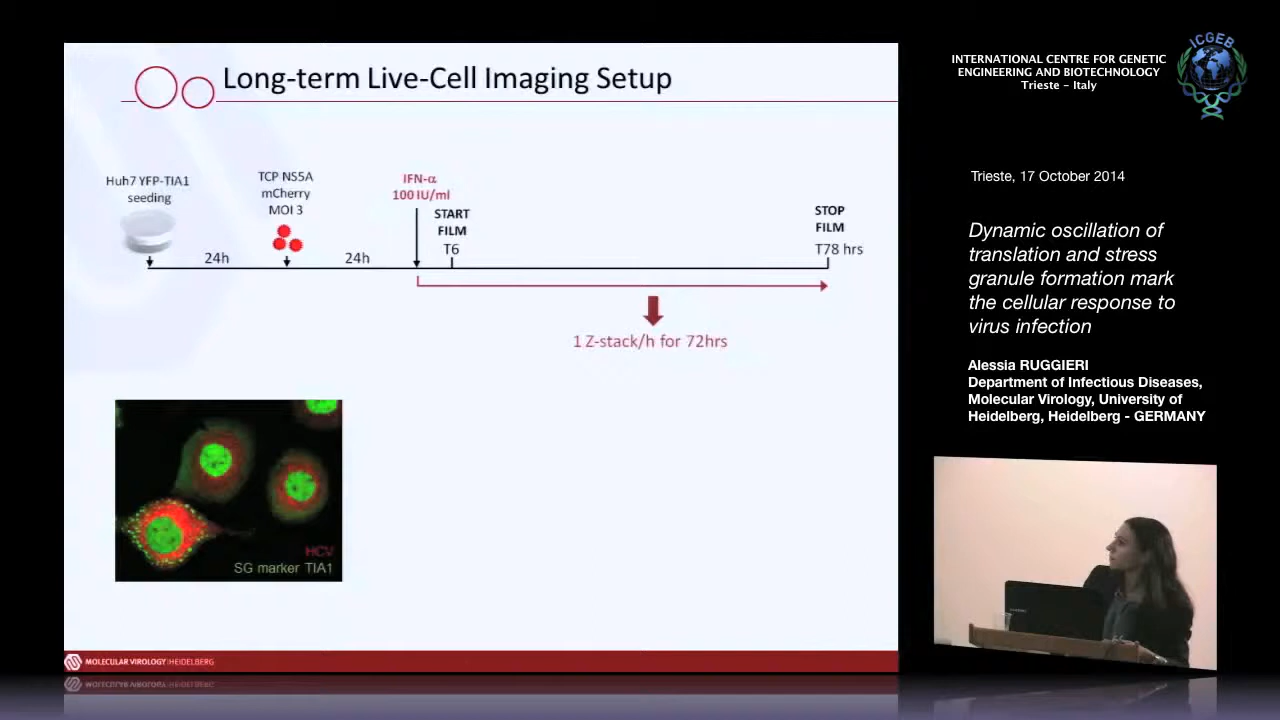 Long-term Live-Cell Imaging Setup
Huh7 YFP-TIA1
seeding
TCP NS5A
mCherry
MOI 3
IFN-α
100 IU/ml
START
FILM
T6
STOP
FILM
T78 hrs
24h
24h
1 Z-stack/h for 72hrs
HCV
SG marker TIA1
MOLECULAR VIROLOGY | HEIDELBERG
INTERNATIONAL CENTRE FOR GENETIC
ENGINEERING AND BIOTECHNOLOGY
Trieste – Italy
ICGEB
Trieste, 17 October 2014
Dynamic oscillation of
translation and stress
granule formation mark
the cellular response to
virus infection
Alessia RUGGIERI
Department of Infectious Diseases,
Molecular Virology, University of
Heidelberg, Heidelberg - GERMANY